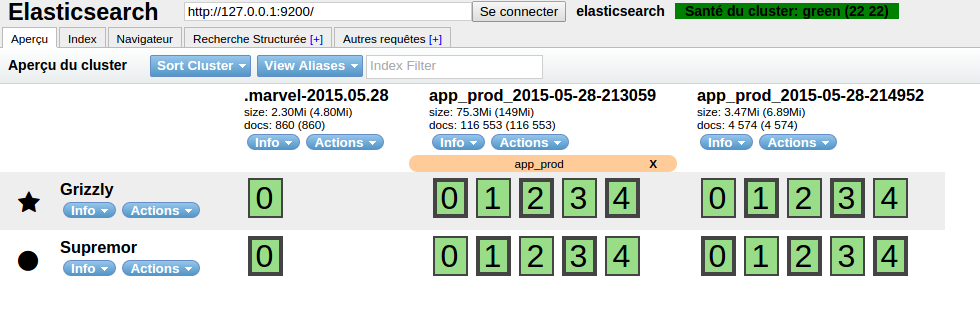 Elasticsearch http://127.0.0.1:9200/ Se connecter elasticsearch Santé du cluster: green (22 22)
Aperçu Index Navigateur Recherche Structurée [+] Autres requêtes [+]
Aperçu du cluster Sort Cluster View Aliases Index Filter
.marvel-2015.05.28 app_prod_2015-05-28-213059 app_prod_2015-05-28-214952
size: 2.30Mi (4.80Mi) size: 75.3Mi (149Mi) size: 3.47Mi (6.89Mi)
docs: 860 (860) docs: 116 553 (116 553) docs: 4 574 (4 574)
Info Actions Info Actions Info Actions
app_prod X
Grizzly 0 0 1 2 3 4 0 1 2 3 4
Info Actions
Supremor 0 0 1 2 3 4 0 1 2 3 4
Info Actions